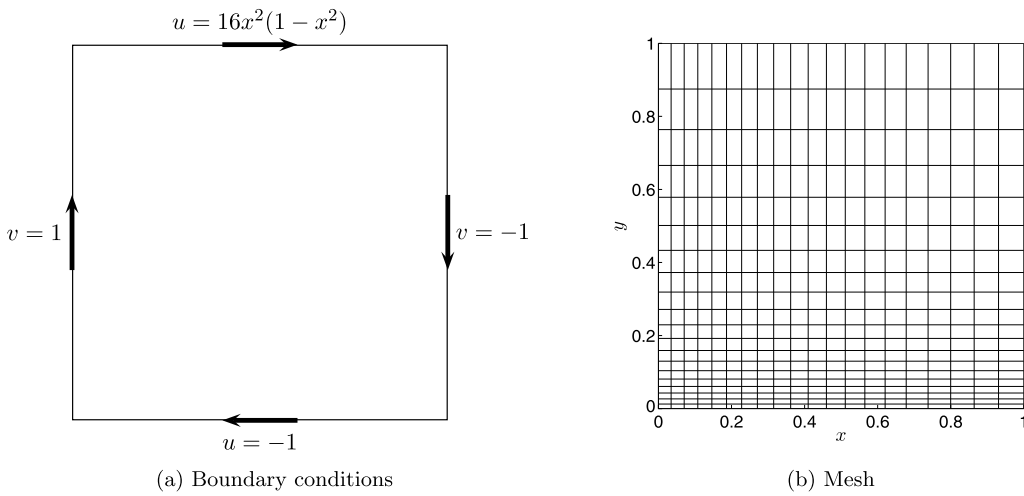 u = 16x²(1 − x²)
v = 1
v = −1
u = −1
(a) Boundary conditions
1
0.8
0.6
y
0.4
0.2
0
0 0.2 0.4 0.6 0.8 1
x
(b) Mesh